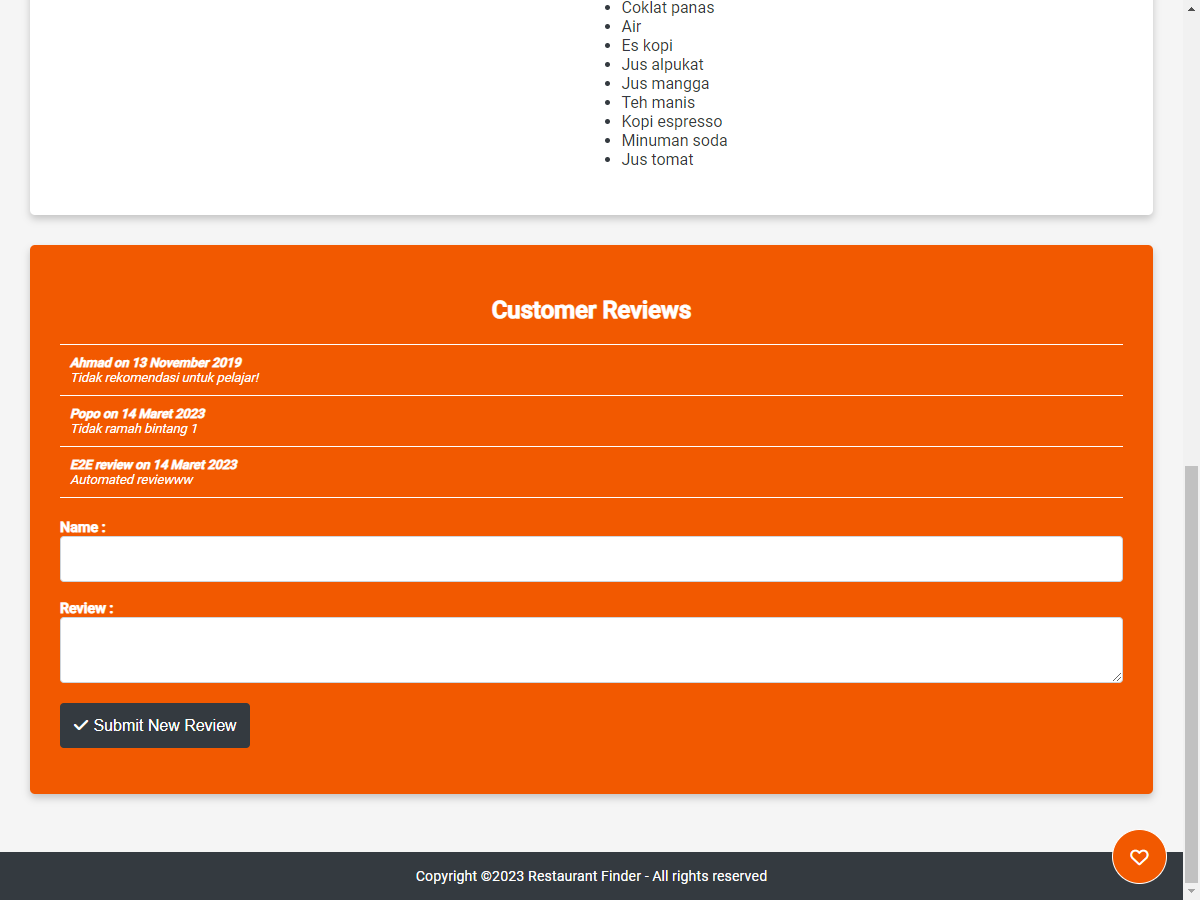 Coklat panas
Air
Es kopi
Jus alpukat
Jus mangga
Teh manis
Kopi espresso
Minuman soda
Jus tomat
Customer Reviews
Ahmad on 13 November 2019
Tidak rekomendasi untuk pelajar!
Popo on 14 Maret 2023
Tidak ramah bintang 1
E2E review on 14 Maret 2023
Automated reviewww
Name :
Review :
Submit New Review
Copyright ©2023 Restaurant Finder - All rights reserved